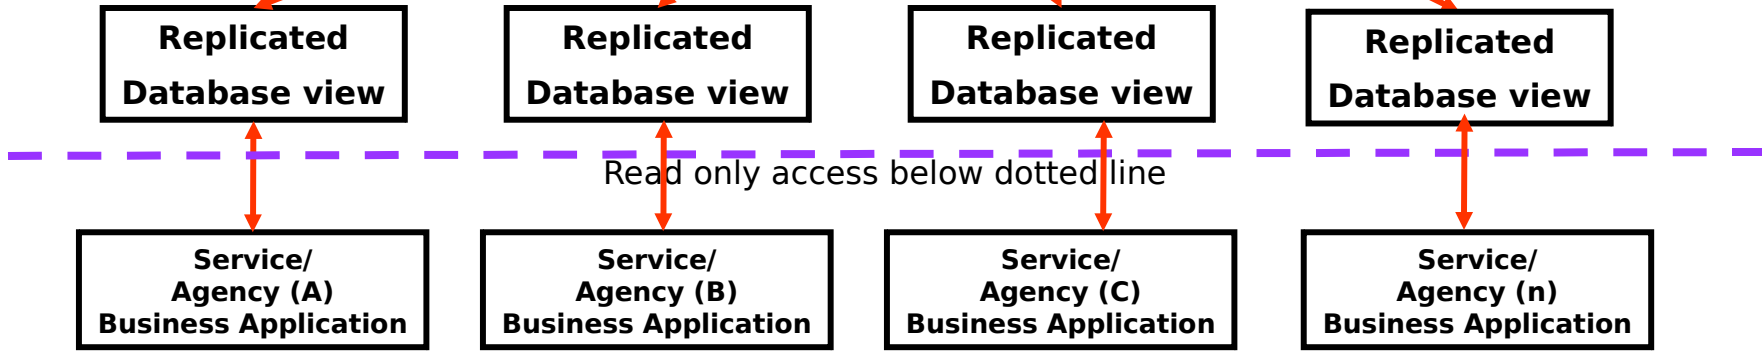 Replicated
Database view
Replicated
Database view
Replicated
Database view
Replicated
Database view
Read only access below dotted line
Service/
Agency (A)
Business Application
Service/
Agency (B)
Business Application
Service/
Agency (C)
Business Application
Service/
Agency (n)
Business Application